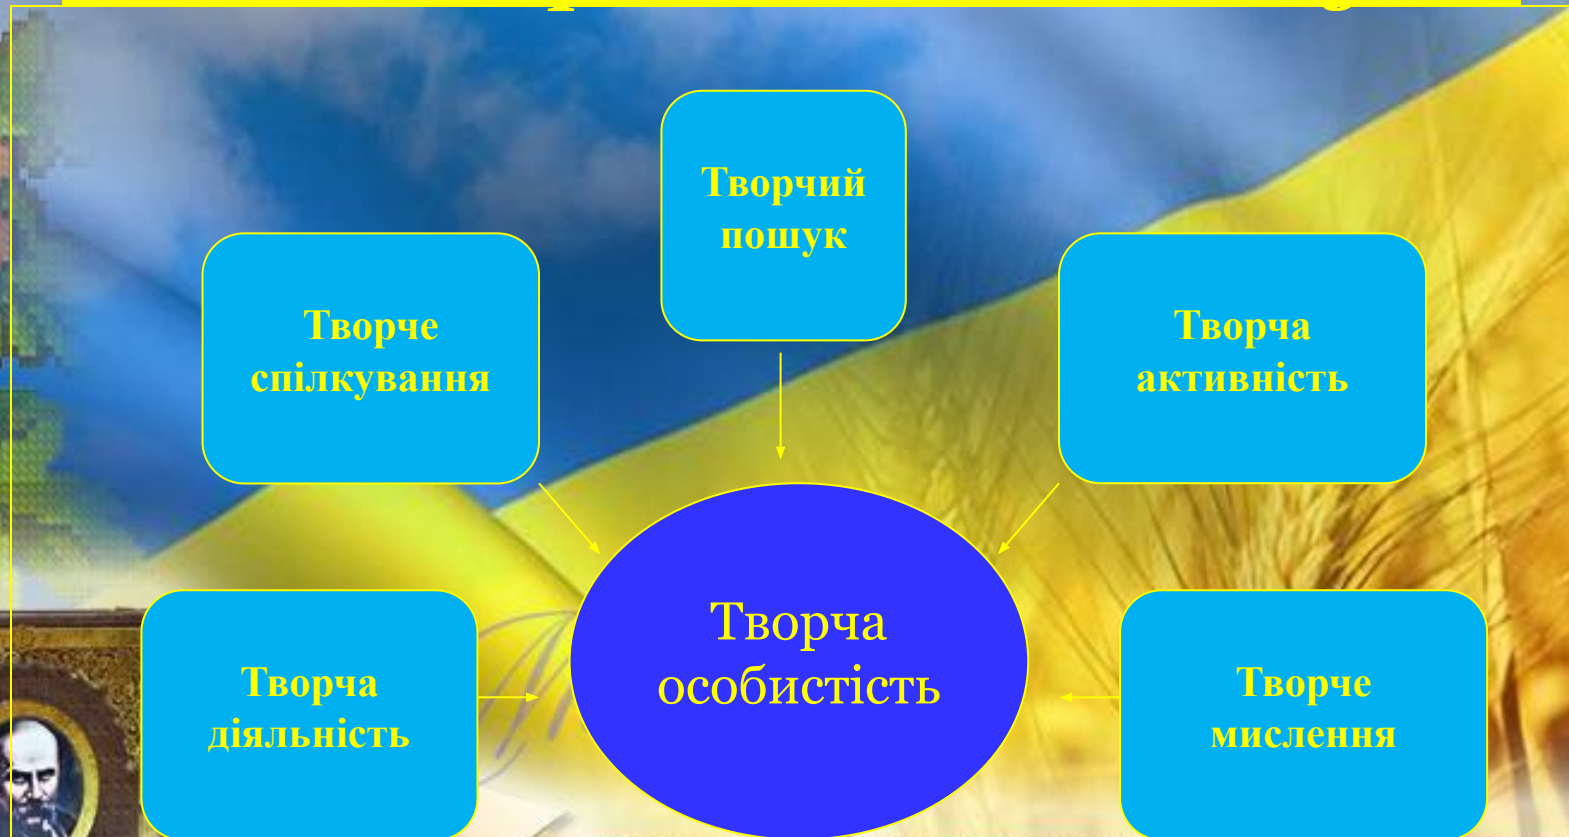 Творчий
пошук
Творче
спілкування
Творча
активність
Творча
особистість
Творча
діяльність
Творче
мислення